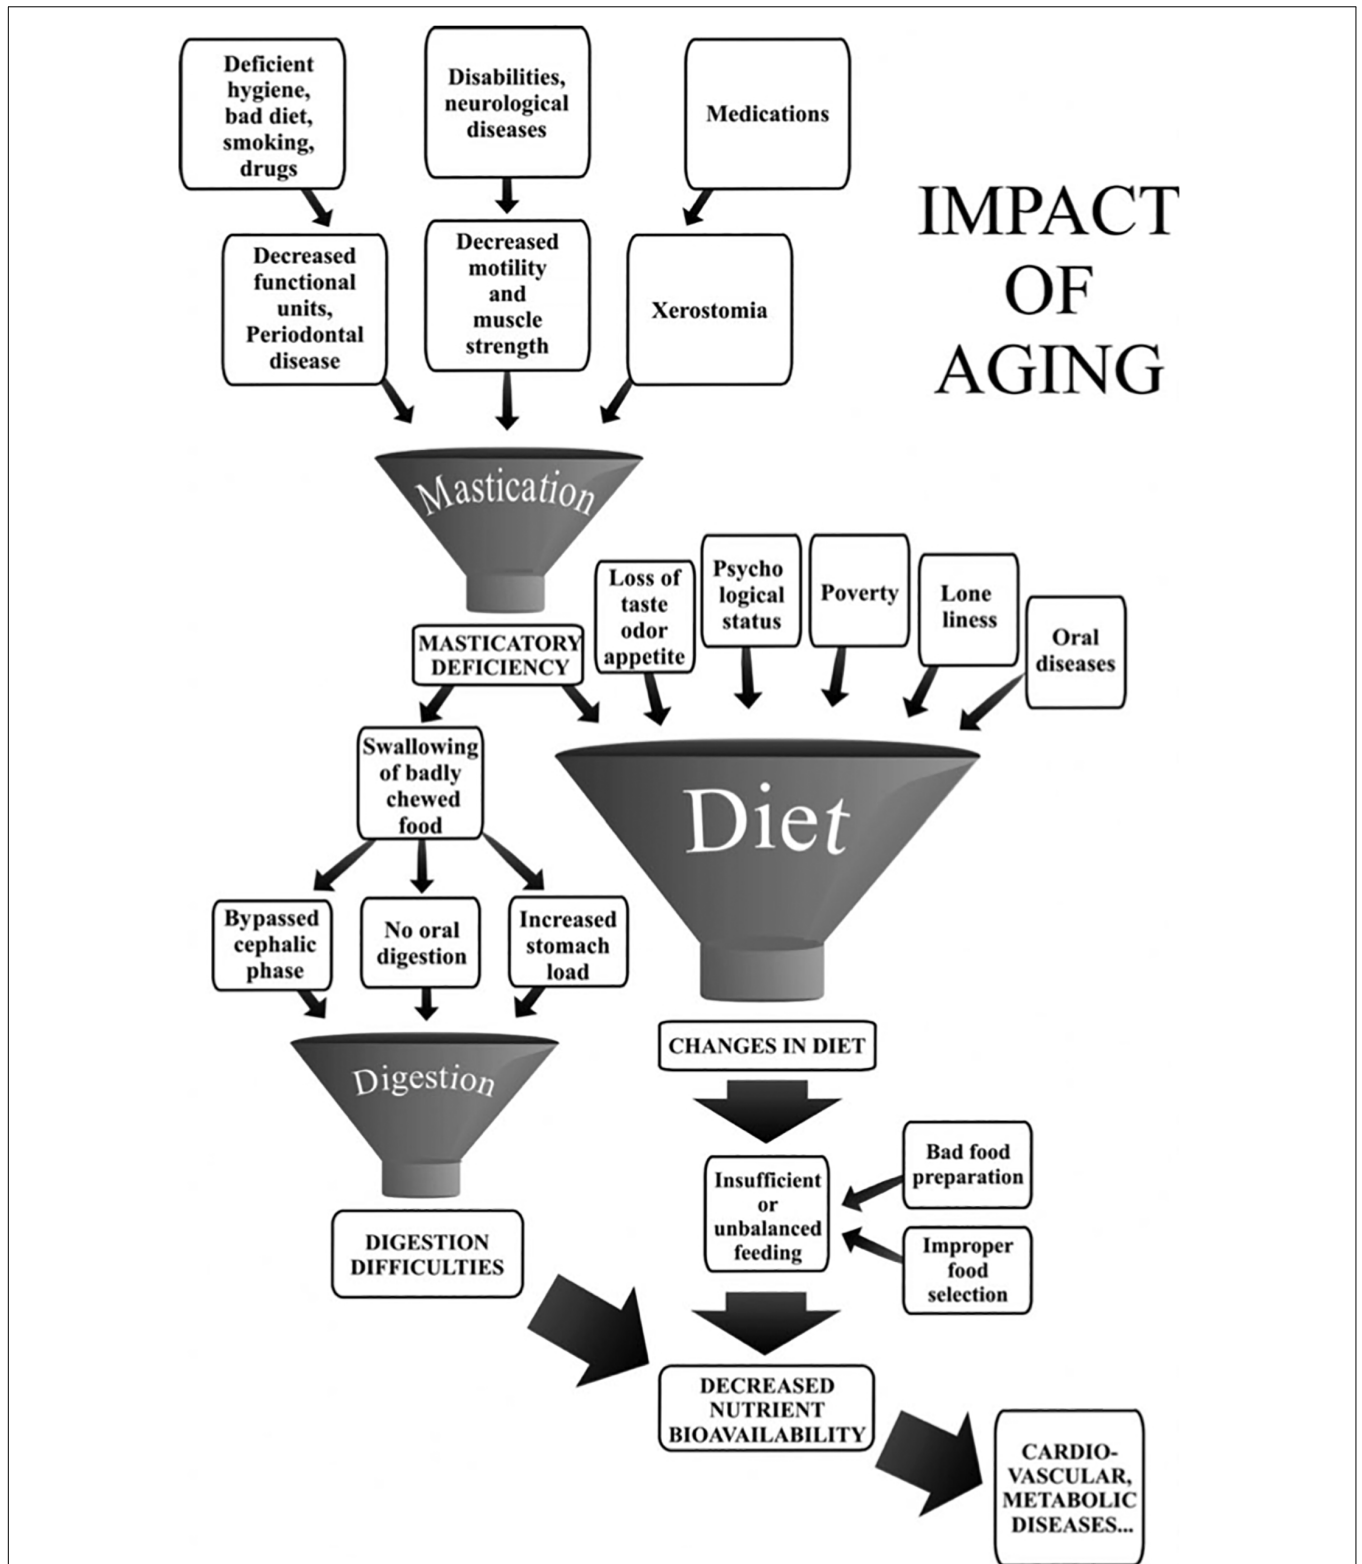 Deficient
hygiene,
bad diet,
smoking,
drugs
Disabilities,
neurological
diseases
Medications
IMPACT
OF
AGING
Decreased
functional
units,
Periodontal
disease
Decreased
motility
and
muscle
strength
Xerostomia
Mastication
MASTICATORY
DEFICIENCY
Loss of
taste
odor
appetite
Psycho
logical
status
Poverty
Lone
liness
Oral
diseases
Swallowing
of badly
chewed
food
Diet
Bypassed
cephalic
phase
No oral
digestion
Increased
stomach
load
Digestion
DIGESTION
DIFFICULTIES
CHANGES IN DIET
Insufficient
or
unbalanced
feeding
Bad food
preparation
Improper
food
selection
DECREASED
NUTRIENT
BIOAVAILABILITY
CARDIO-
VASCULAR,
METABOLIC
DISEASES...